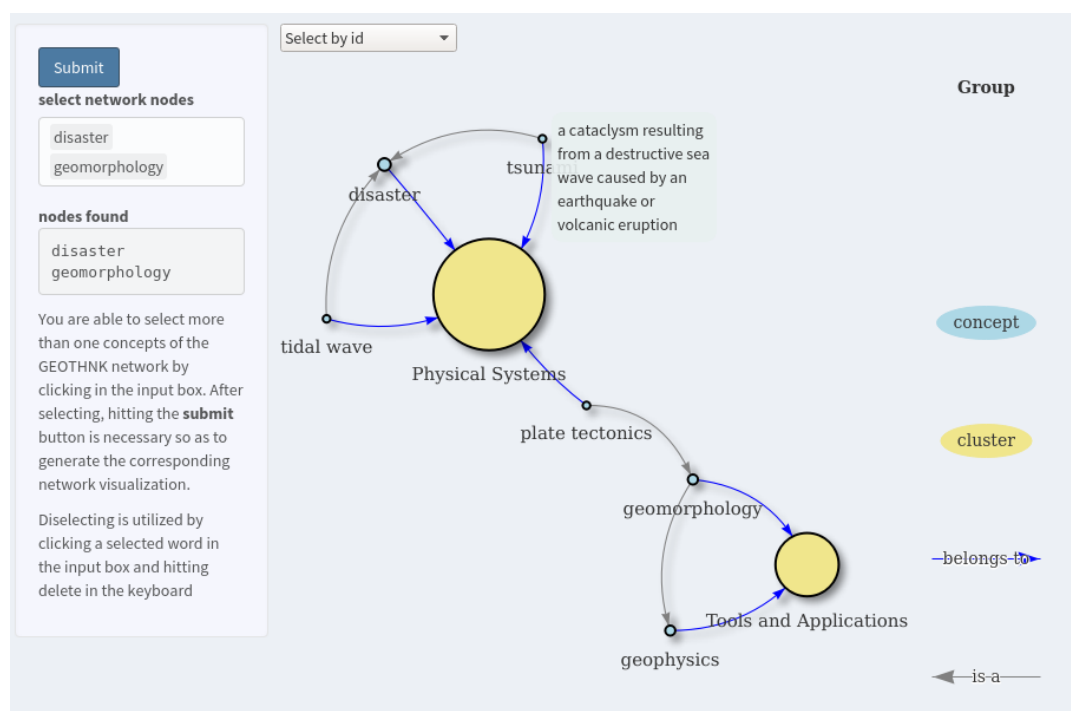 Submit
select network nodes
disaster
geomorphology
nodes found
disaster
geomorphology
You are able to select more
than one concepts of the
GEOTHNK network by
clicking in the input box. After
selecting, hitting the submit
button is necessary so as to
generate the corresponding
network visualization.
Diselecting is utilized by
clicking a selected word in
the input box and hitting
delete in the keyboard
Select by id
a cataclysm resulting
from a destructive sea
wave caused by an
earthquake or
volcanic eruption
tsunami
disaster
tidal wave
Physical Systems
plate tectonics
geomorphology
Tools and Applications
geophysics
Group
concept
cluster
belongs to
is a